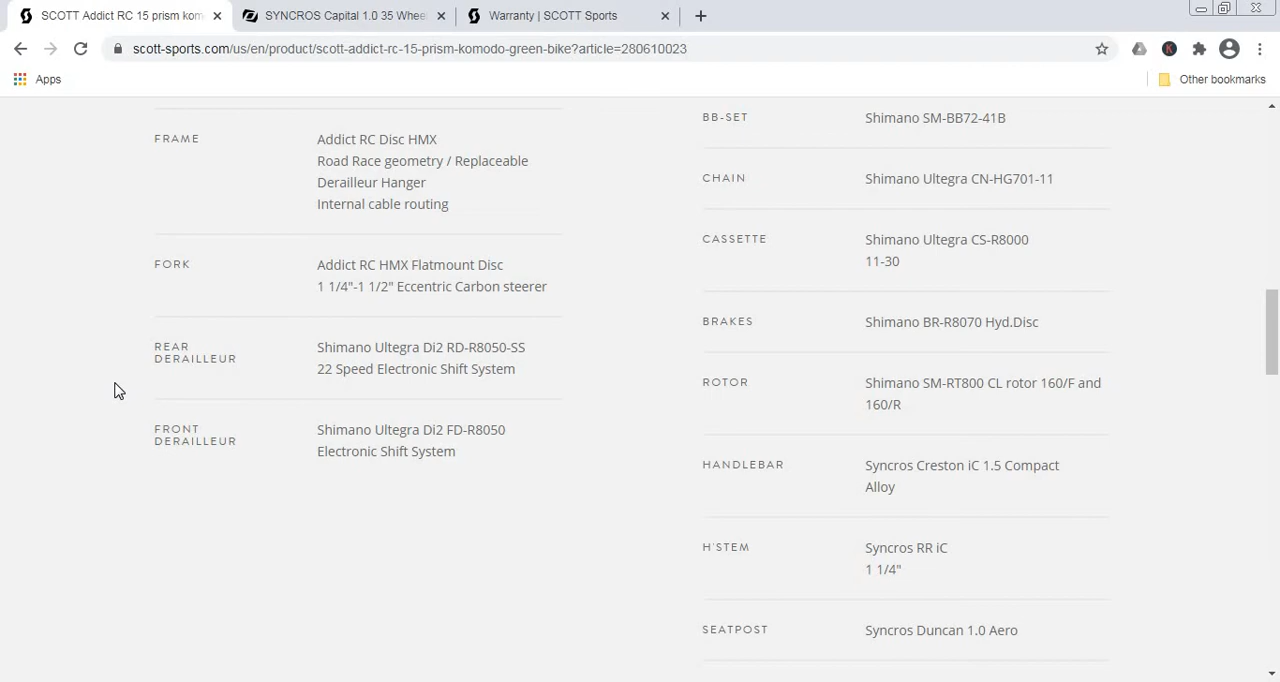 SCOTT Addict RC 15 prism kom
SYNCROS Capital 1.0 35 Whee
Warranty | SCOTT Sports
scott-sports.com/us/en/product/scott-addict-rc-15-prism-komodo-green-bike?article=280610023
K
Apps
Other bookmarks
FRAME
Addict RC Disc HMX
Road Race geometry / Replaceable
Derailleur Hanger
Internal cable routing
FORK
Addict RC HMX Flatmount Disc
1 1/4"-1 1/2" Eccentric Carbon steerer
REAR
DERAILLEUR
Shimano Ultegra Di2 RD-R8050-SS
22 Speed Electronic Shift System
FRONT
DERAILLEUR
Shimano Ultegra Di2 FD-R8050
Electronic Shift System
BB-SET
Shimano SM-BB72-41B
CHAIN
Shimano Ultegra CN-HG701-11
CASSETTE
Shimano Ultegra CS-R8000
11-30
BRAKES
Shimano BR-R8070 Hyd.Disc
ROTOR
Shimano SM-RT800 CL rotor 160/F and
160/R
HANDLEBAR
Syncros Creston iC 1.5 Compact
Alloy
H'STEM
Syncros RR iC
1 1/4"
SEATPOST
Syncros Duncan 1.0 Aero